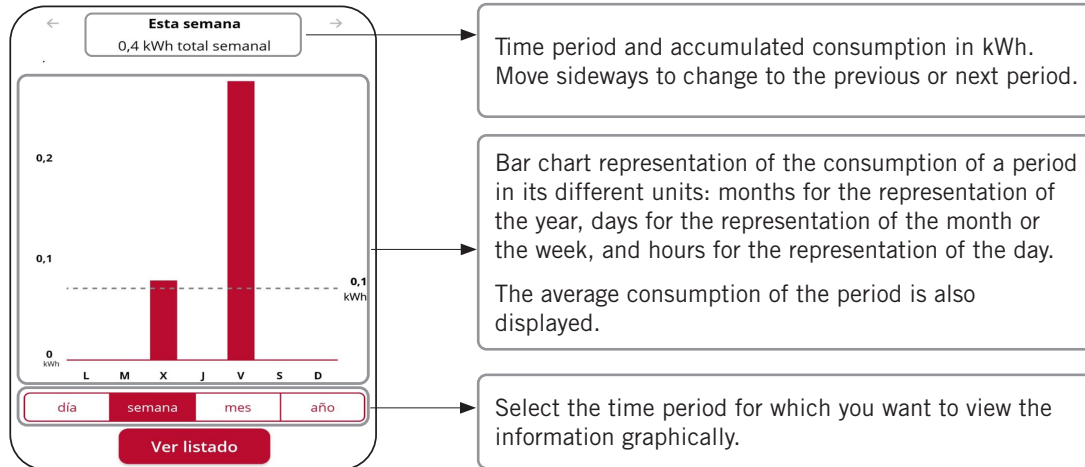 ← Esta semana →
0,4 kWh total semanal
0,2
0,1
0,1
kWh
0
kWh
L M X J V S D
día semana mes año
Ver listado
Time period and accumulated consumption in kWh.
Move sideways to change to the previous or next period.
Bar chart representation of the consumption of a period
in its different units: months for the representation of
the year, days for the representation of the month or
the week, and hours for the representation of the day.
The average consumption of the period is also
displayed.
Select the time period for which you want to view the
information graphically.